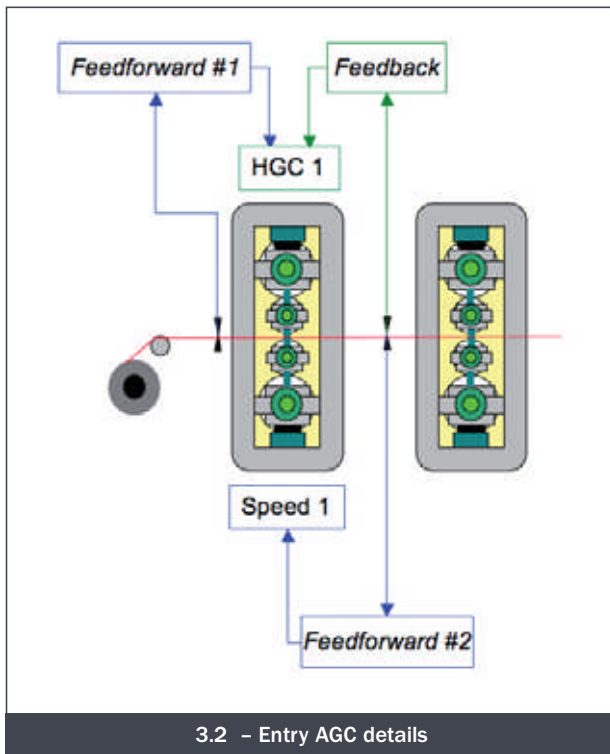 Feedforward #1
Feedback
HGC 1
Speed 1
Feedforward #2
3.2 – Entry AGC details